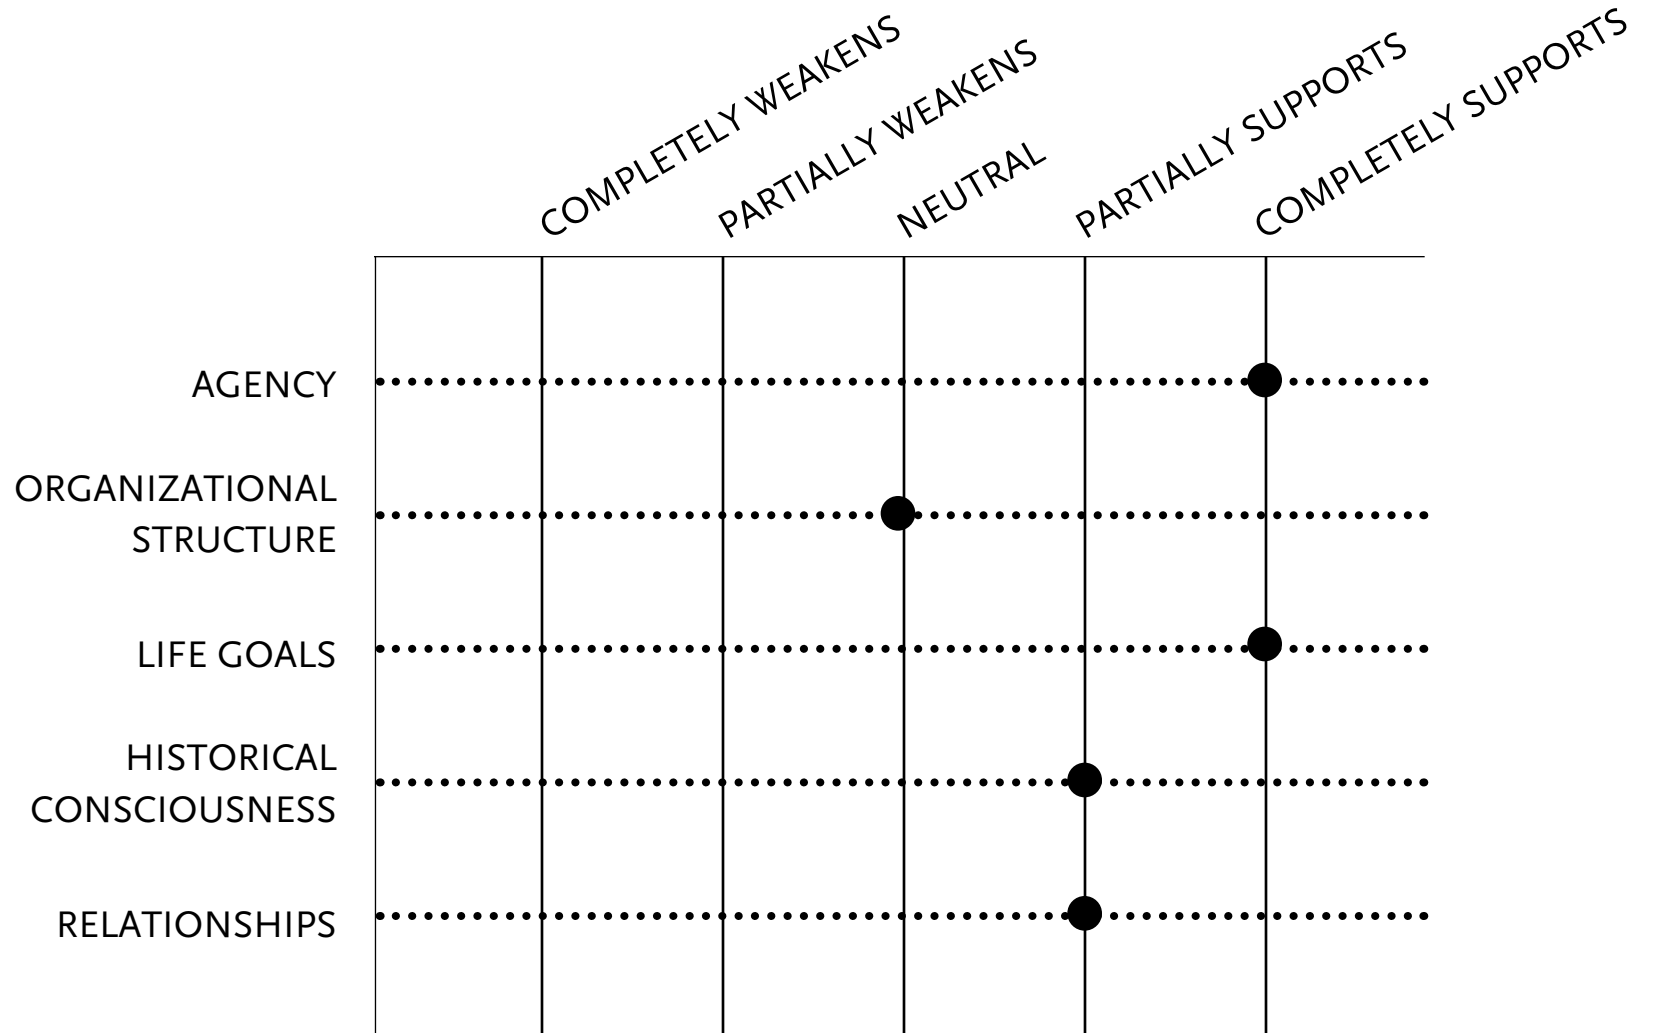 COMPLETELY WEAKENS
PARTIALLY WEAKENS
NEUTRAL
PARTIALLY SUPPORTS
COMPLETELY SUPPORTS
AGENCY
ORGANIZATIONAL
STRUCTURE
LIFE GOALS
HISTORICAL
CONSCIOUSNESS
RELATIONSHIPS